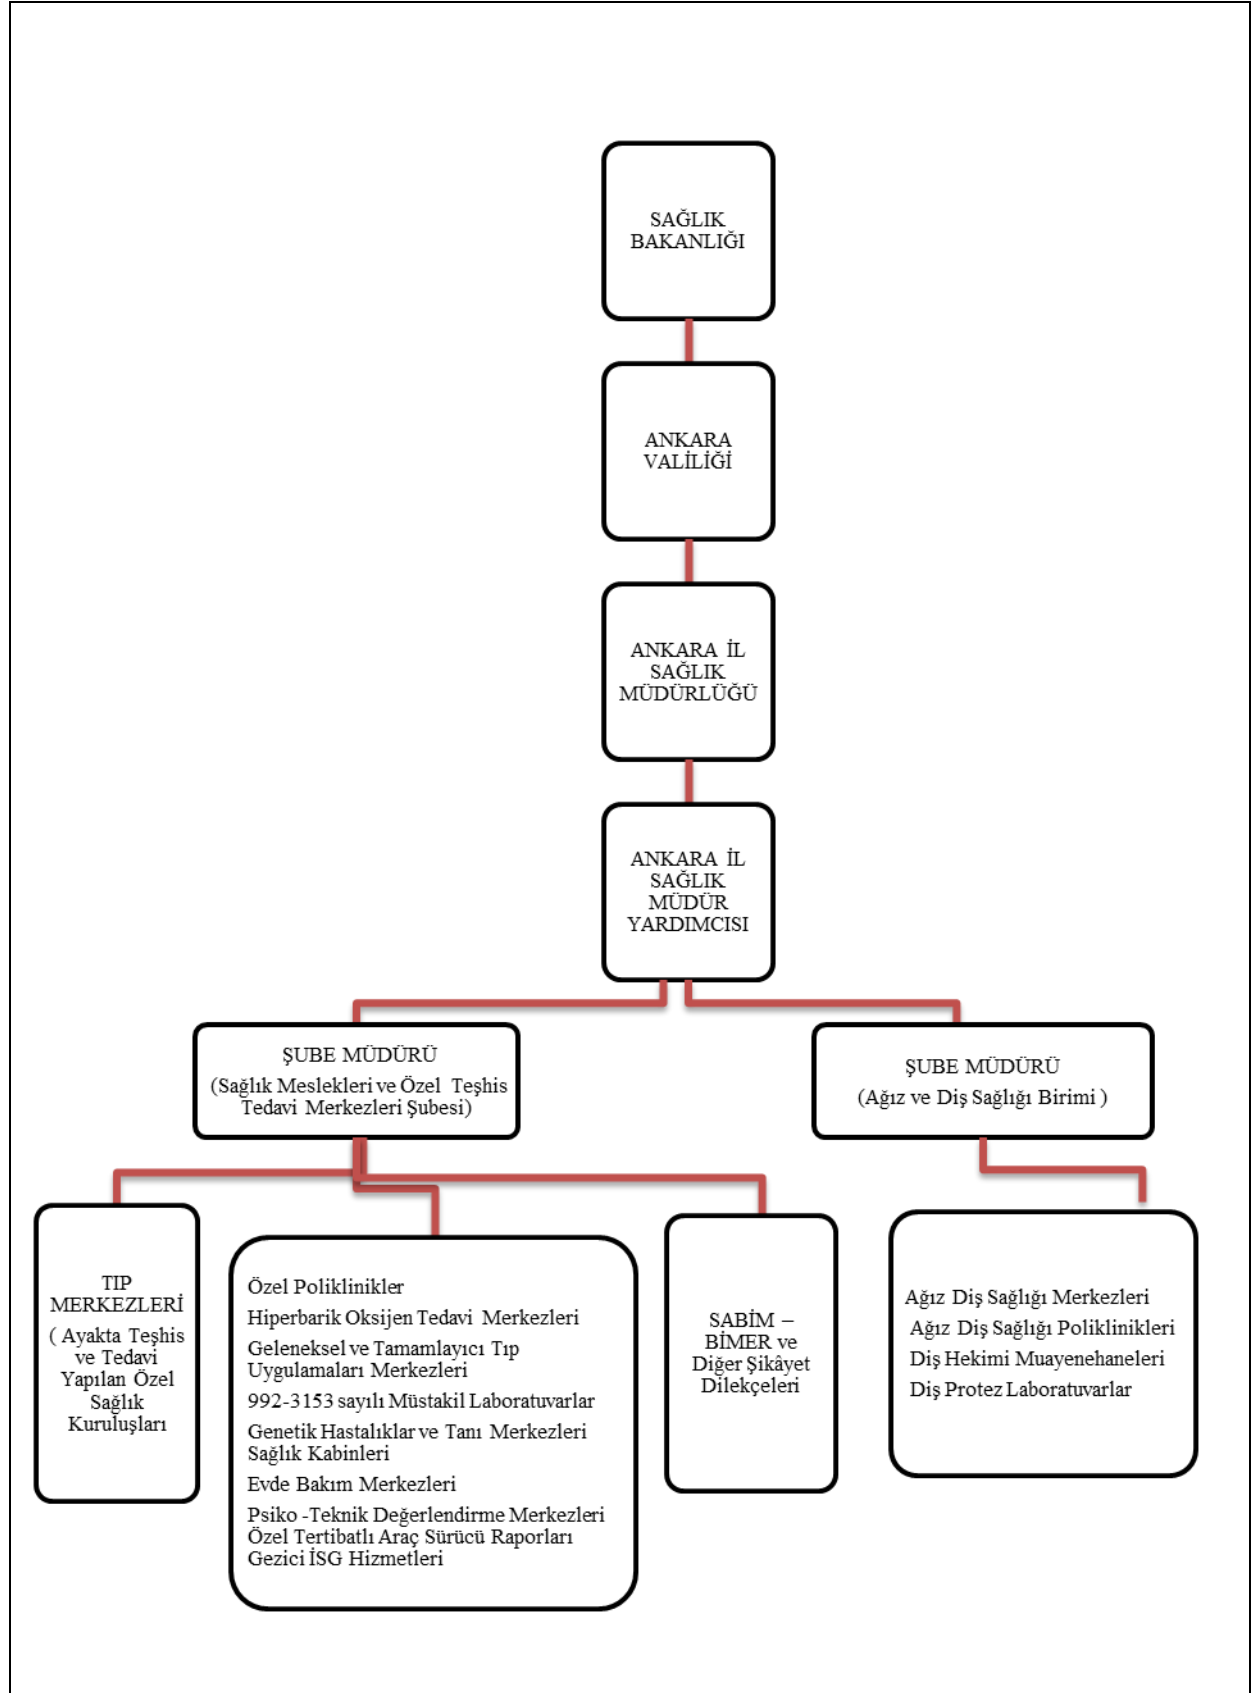 SAĞLIK
BAKANLIĞI
ANKARA
VALİLİĞİ
ANKARA İL
SAĞLIK
MÜDÜRLÜĞÜ
ANKARA İL
SAĞLIK
MÜDÜR
YARDIMCISI
ŞUBE MÜDÜRÜ
(Sağlık Meslekleri ve Özel Teşhis
Tedavi Merkezleri Şubesi)
ŞUBE MÜDÜRÜ
(Ağız ve Diş Sağlığı Birimi )
TIP
MERKEZLERİ
( Ayakta Teşhis
ve Tedavi
Yapılan Özel
Sağlık
Kuruluşları
Özel Poliklinikler
Hiperbarik Oksijen Tedavi Merkezleri
Geleneksel ve Tamamlayıcı Tıp
Uygulamaları Merkezleri
992-3153 sayılı Müstakil Laboratuvarlar
Genetik Hastalıklar ve Tanı Merkezleri
Sağlık Kabinleri
Evde Bakım Merkezleri
Psiko -Teknik Değerlendirme Merkezleri
Özel Tertibatlı Araç Sürücü Raporları
Gezici İSG Hizmetleri
SABİM –
BİMER ve
Diğer Şikâyet
Dilekçeleri
Ağız Diş Sağlığı Merkezleri
Ağız Diş Sağlığı Poliklinikleri
Diş Hekimi Muayenehaneleri
Diş Protez Laboratuvarlar